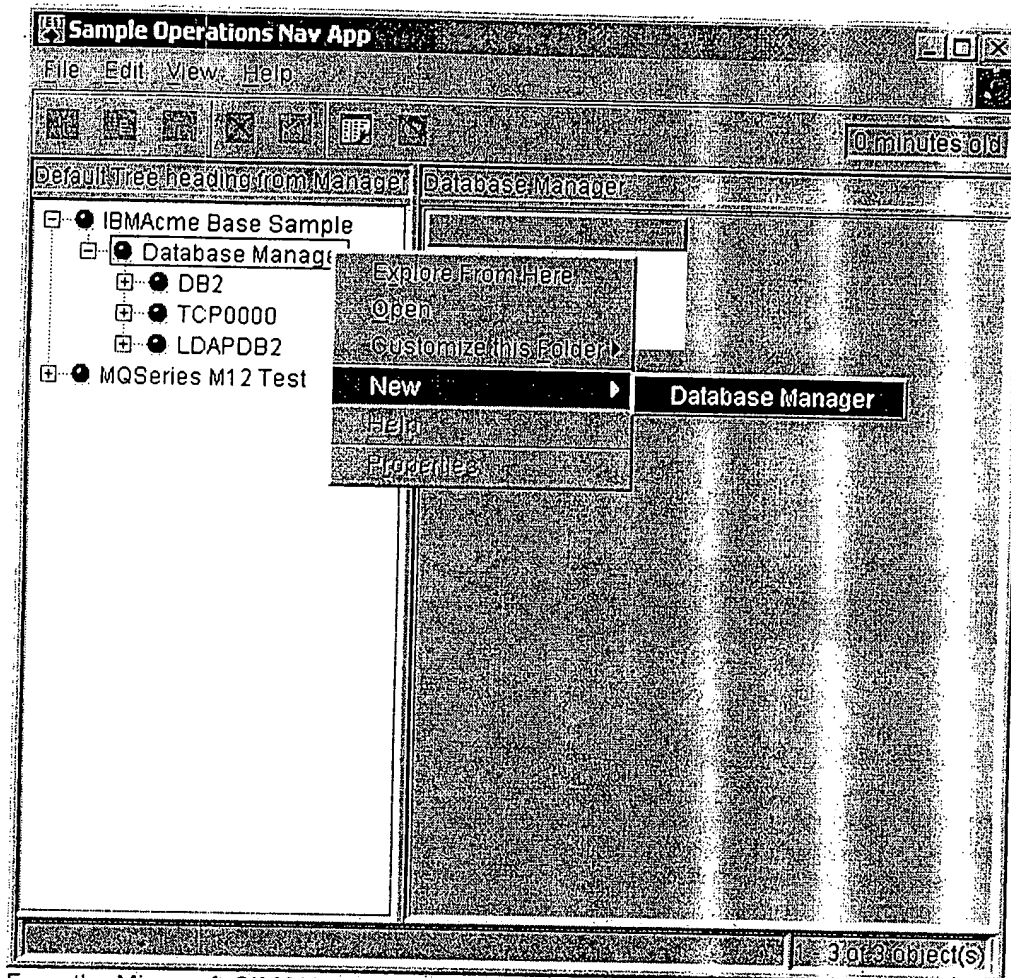 Sample Operations Nav App
File Edit View Help
0 minutes old
Default Tree heading from Manager
Database Manager
IBMAcme Base Sample
Database Manage
DB2
TCP0000
LDAPDB2
MQSeries M12 Test
Explore From Here
Open
Customize this Folder
New
Database Manager
Help
Properties
3 of 3 object(s)